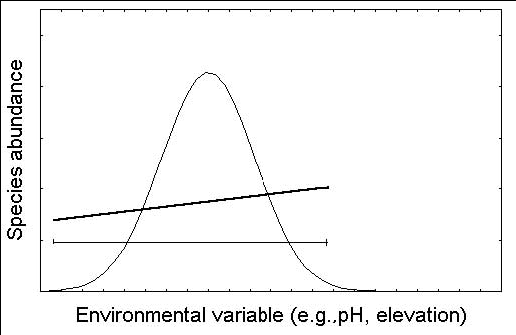 Species abundance
Environmental variable (e.g.,pH, elevation)